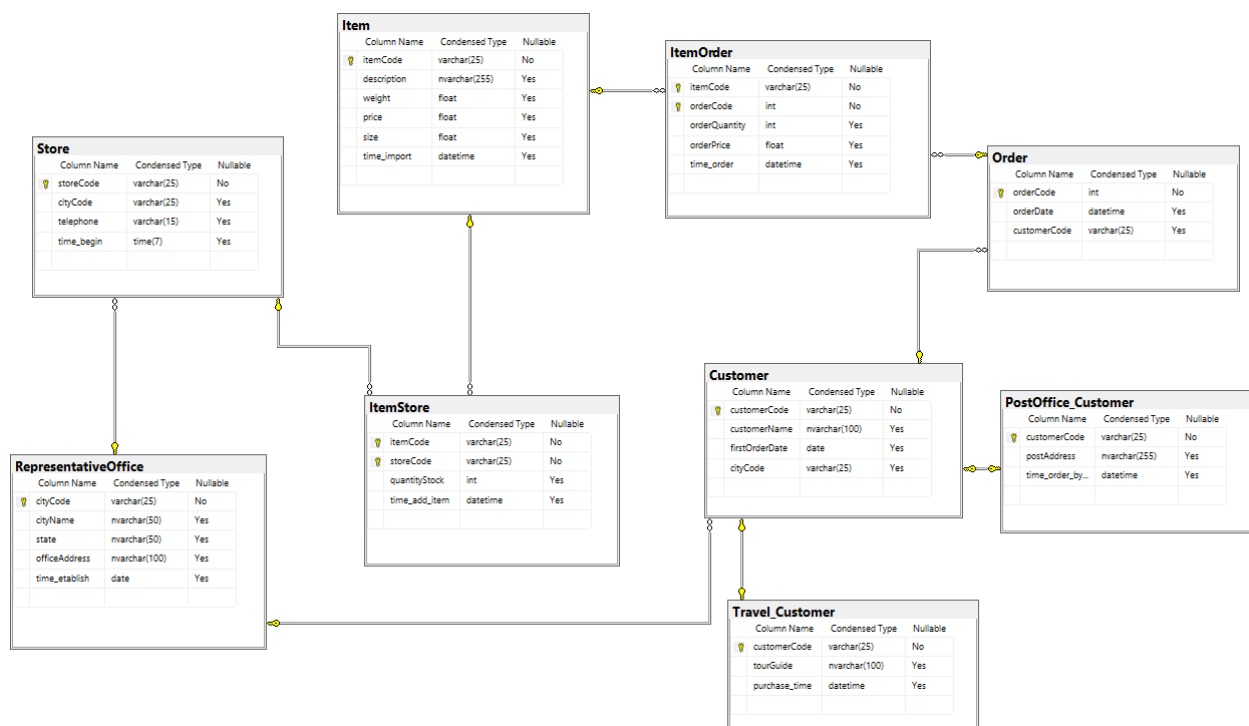 Item
Column Name Condensed Type Nullable
itemCode varchar(25) No
description nvarchar(255) Yes
weight float Yes
price float Yes
size float Yes
time_import datetime Yes
ItemOrder
Column Name Condensed Type Nullable
itemCode varchar(25) No
orderCode int No
orderQuantity int Yes
orderPrice float Yes
time_order datetime Yes
Store
Column Name Condensed Type Nullable
storeCode varchar(25) No
cityCode varchar(25) Yes
telephone varchar(15) Yes
time_begin time(7) Yes
Order
Column Name Condensed Type Nullable
orderCode int No
orderDate datetime Yes
customerCode varchar(25) Yes
Customer
Column Name Condensed Type Nullable
customerCode varchar(25) No
customerName nvarchar(100) Yes
firstOrderDate date Yes
cityCode varchar(25) Yes
PostOffice_Customer
Column Name Condensed Type Nullable
customerCode varchar(25) No
postAddress nvarchar(255) Yes
time_order_by... datetime Yes
ItemStore
Column Name Condensed Type Nullable
itemCode varchar(25) No
storeCode varchar(25) No
quantityStock int Yes
time_add_item datetime Yes
RepresentativeOffice
Column Name Condensed Type Nullable
cityCode varchar(25) No
cityName nvarchar(50) Yes
state nvarchar(50) Yes
officeAddress nvarchar(100) Yes
time_etablish date Yes
Travel_Customer
Column Name Condensed Type Nullable
customerCode varchar(25) No
tourGuide nvarchar(100) Yes
purchase_time datetime Yes